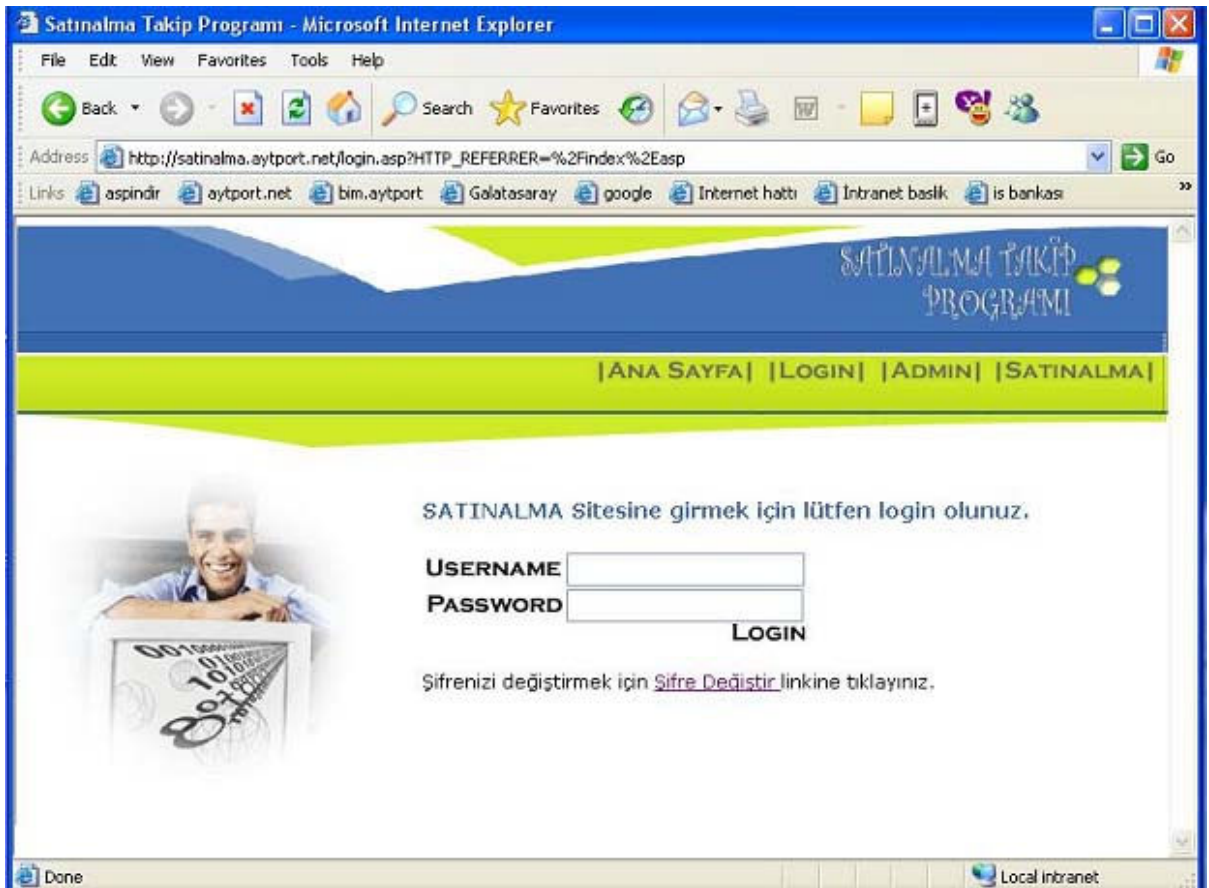 Satınalma Takip Programı - Microsoft Internet Explorer
File Edit View Favorites Tools Help
Back Search Favorites
Address http://satinalma.aytport.net/login.asp?HTTP_REFERRER=%2Findex%2Easp Go
Links aspindir aytport.net bim.aytport Galatasaray google Internet hattı Intranet baslik is bankası »
SATINALMA TAKİP
PROGRAMI
|ANA SAYFA| |LOGIN| |ADMIN| |SATINALMA|
SATINALMA Sitesine girmek için lütfen login olunuz.
USERNAME
PASSWORD
LOGIN
Şifrenizi değiştirmek için Şifre Değiştir linkine tıklayınız.
Done Local intranet